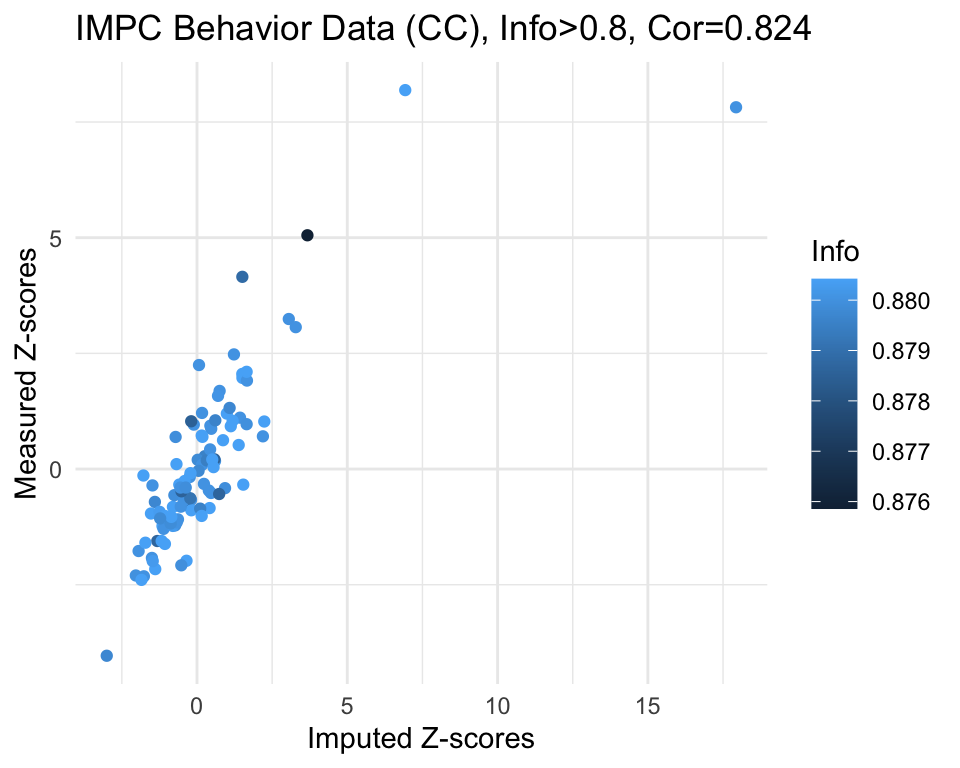 IMPC Behavior Data (CC), Info>0.8, Cor=0.824
Measured Z-scores
5
0
0
5
10
15
Imputed Z-scores
Info
0.880
0.879
0.878
0.877
0.876